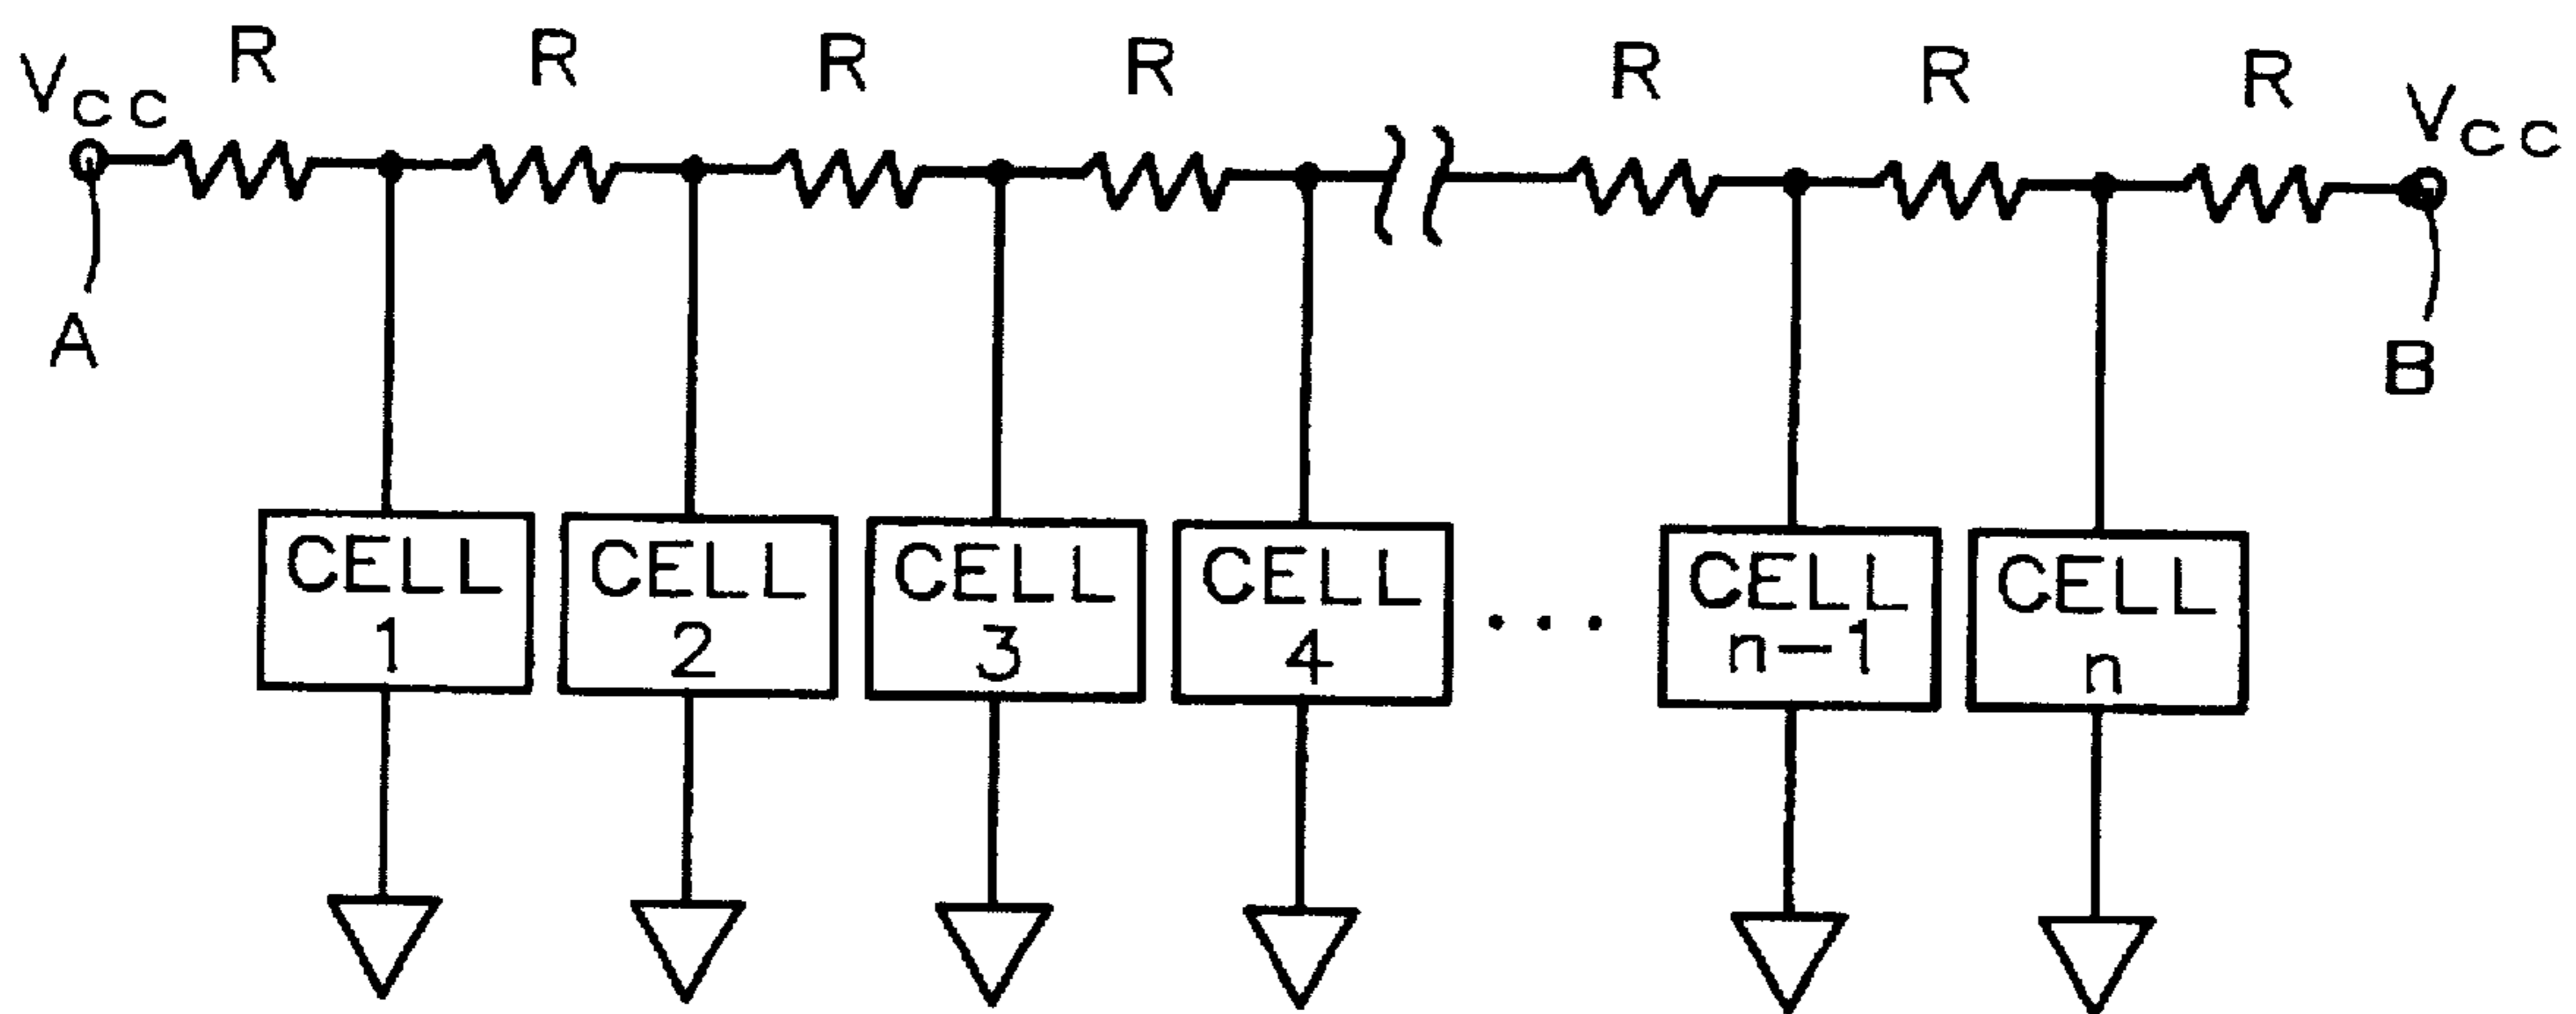 R R R R R R R
VCC VCC
A B
CELL 1
CELL 2
CELL 3
CELL 4
...
CELL n-1
CELL n